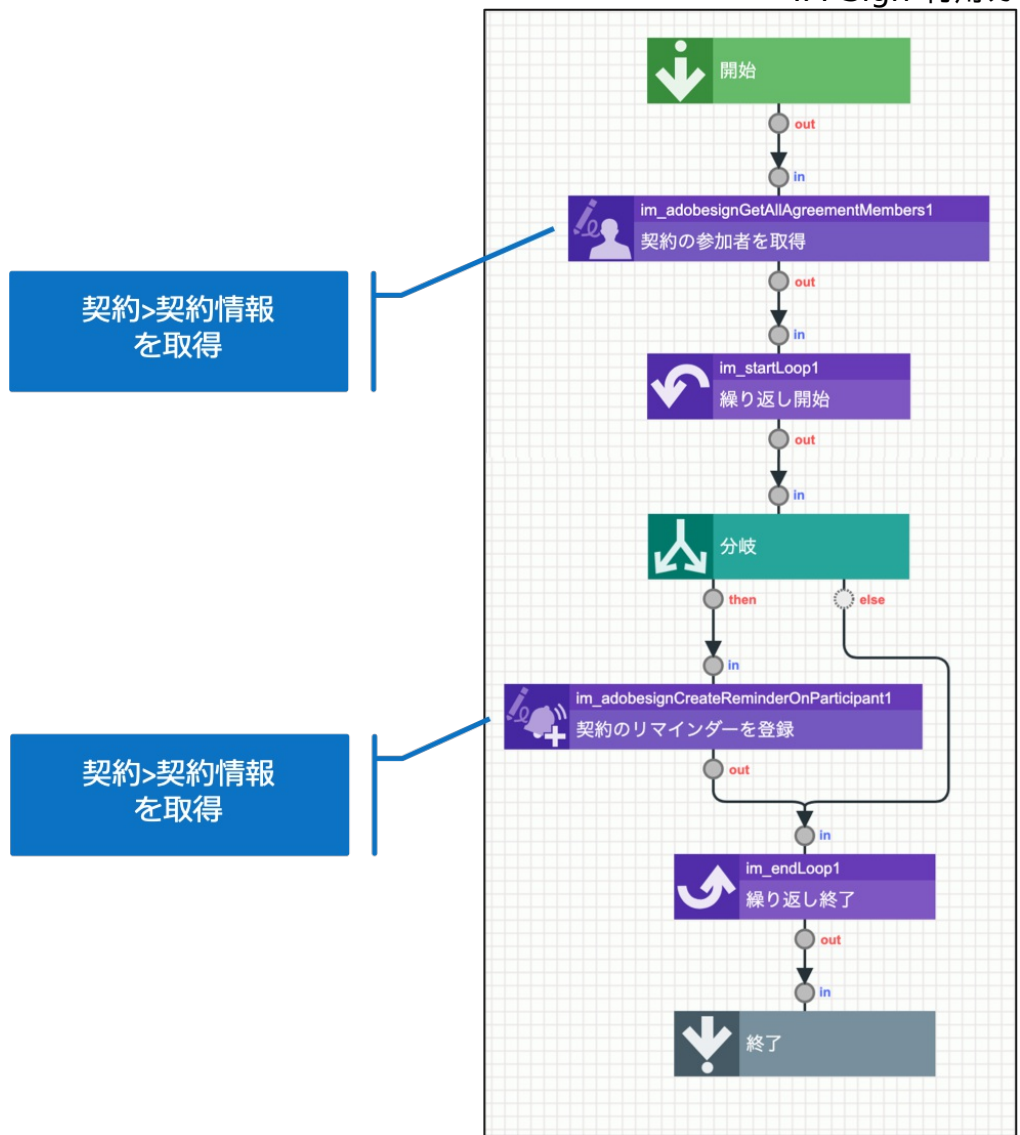 開始
out
in
im_adobesignGetAllAgreementMembers1
契約の参加者を取得
out
in
契約>契約情報
を取得
im_startLoop1
繰り返し開始
out
in
分岐
then
else
in
im_adobesignCreateReminderOnParticipant1
契約のリマインダーを登録
契約>契約情報
を取得
out
in
im_endLoop1
繰り返し終了
out
in
終了